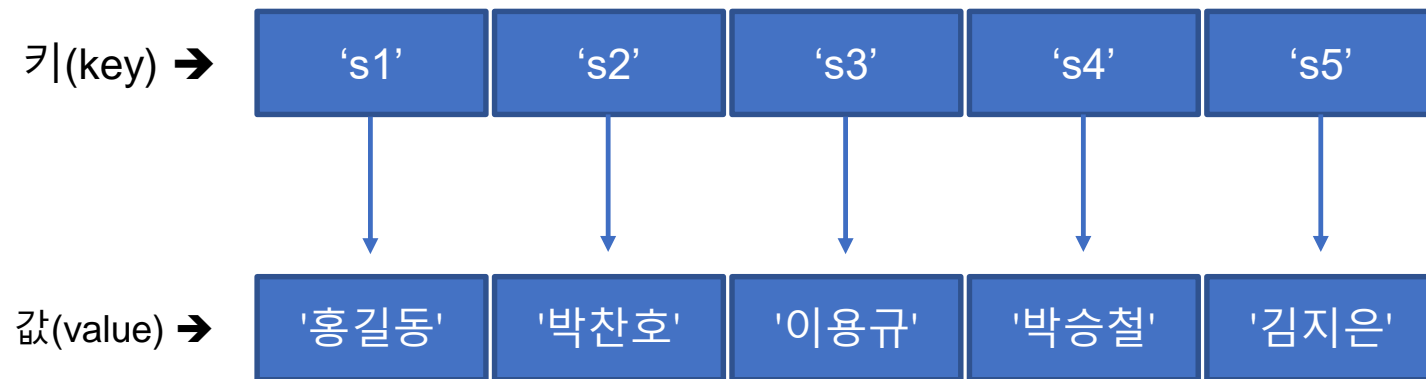 키(key) ➔ ‘s1’ ‘s2’ ‘s3’ ‘s4’ ‘s5’
값(value) ➔ '홍길동' '박찬호' '이용규' '박승철' '김지은'